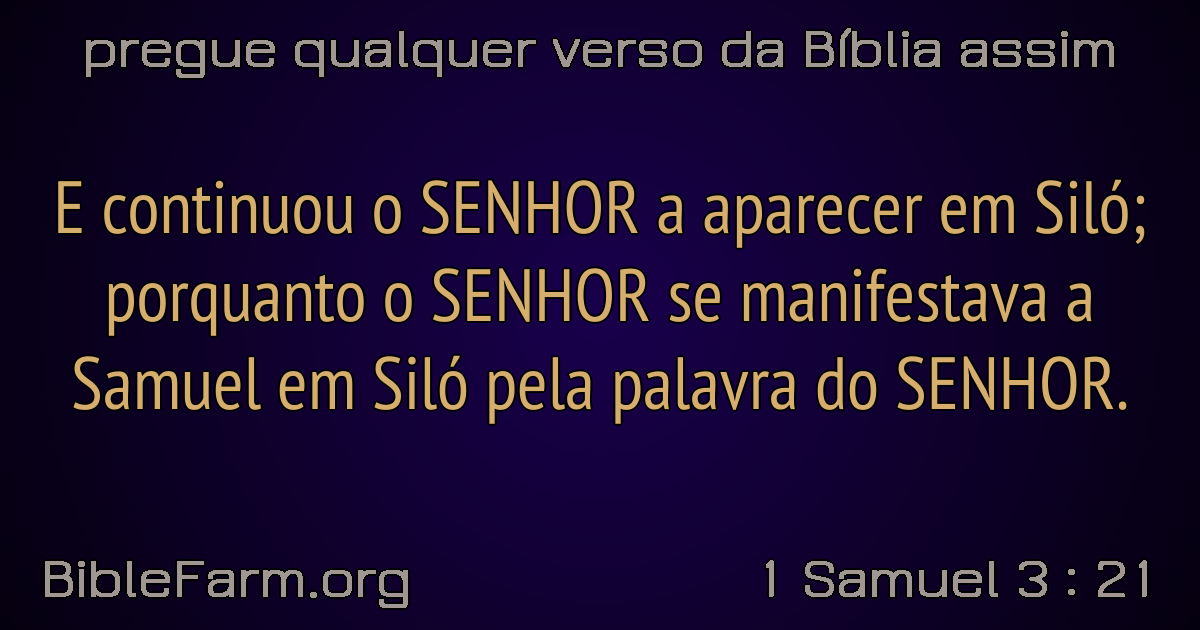 pregue qualquer verso da Bíblia assim
E continuou o SENHOR a aparecer em Siló;
porquanto o SENHOR se manifestava a
Samuel em Siló pela palavra do SENHOR.
BibleFarm.org
1 Samuel 3 : 21